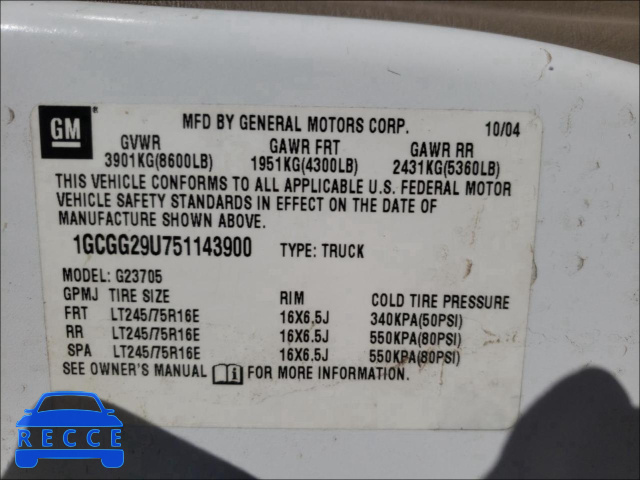 GM ®
MFD BY GENERAL MOTORS CORP. 10/04
GVWR GAWR FRT GAWR RR
3901KG(8600LB) 1951KG(4300LB) 2431KG(5360LB)
THIS VEHICLE CONFORMS TO ALL APPLICABLE U.S. FEDERAL MOTOR
VEHICLE SAFETY STANDARDS IN EFFECT ON THE DATE OF
MANUFACTURE SHOWN ABOVE.
1GCGG29U751143900 TYPE: TRUCK
MODEL: G23705
GPMJ TIRE SIZE RIM COLD TIRE PRESSURE
FRT LT245/75R16E 16X6.5J 340KPA(50PSI)
RR LT245/75R16E 16X6.5J 550KPA(80PSI)
SPA LT245/75R16E 16X6.5J 550KPA(80PSI)
SEE OWNER'S MANUAL FOR MORE INFORMATION.
RECCE